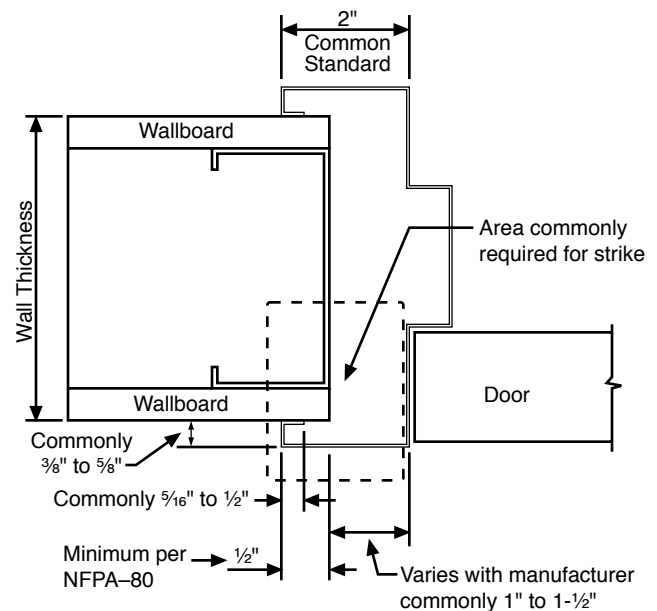 2"
Common
Standard
Wallboard
Wall Thickness
Area commonly
required for strike
Door
Wallboard
Commonly
⅜" to ⅝"
Commonly 5⁄16" to ½"
Minimum per
NFPA–80
½"
Varies with manufacturer
commonly 1" to 1-½"